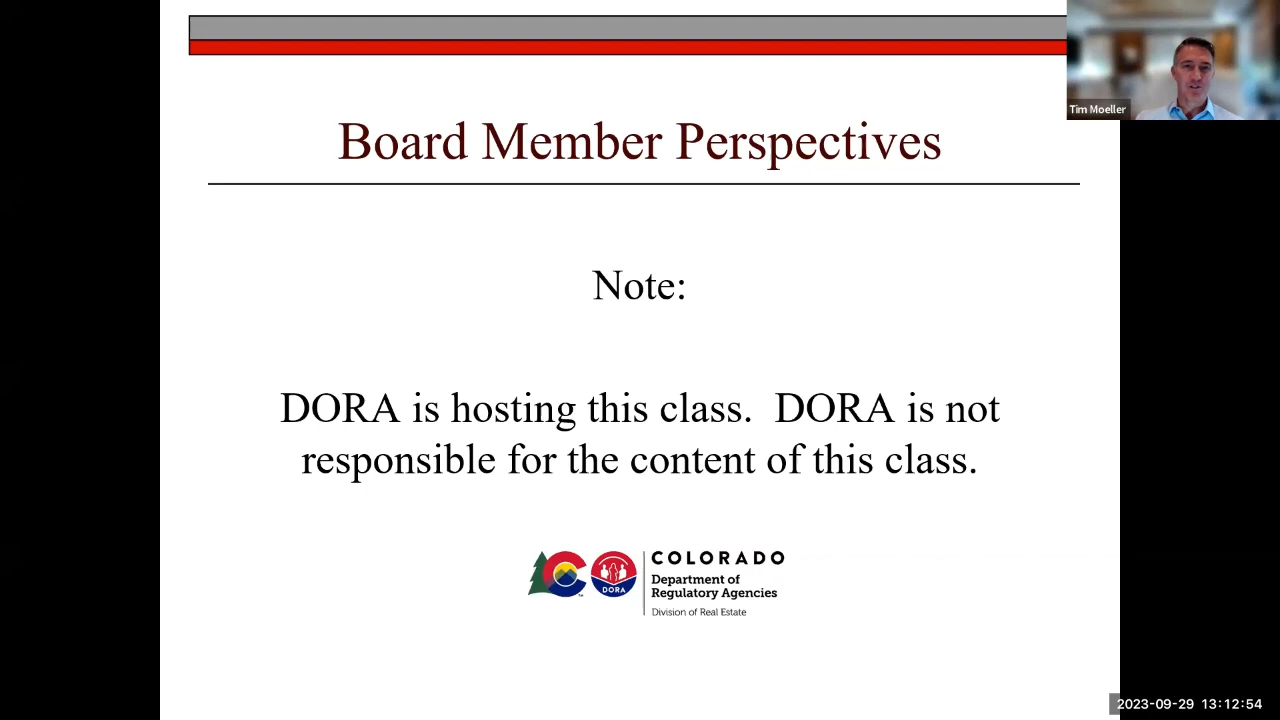 Tim Moeller
Board Member Perspectives
Note:
DORA is hosting this class.  DORA is not
responsible for the content of this class.
DORA
COLORADO
Department of
Regulatory Agencies
Division of Real Estate
2023-09-29 13:12:54